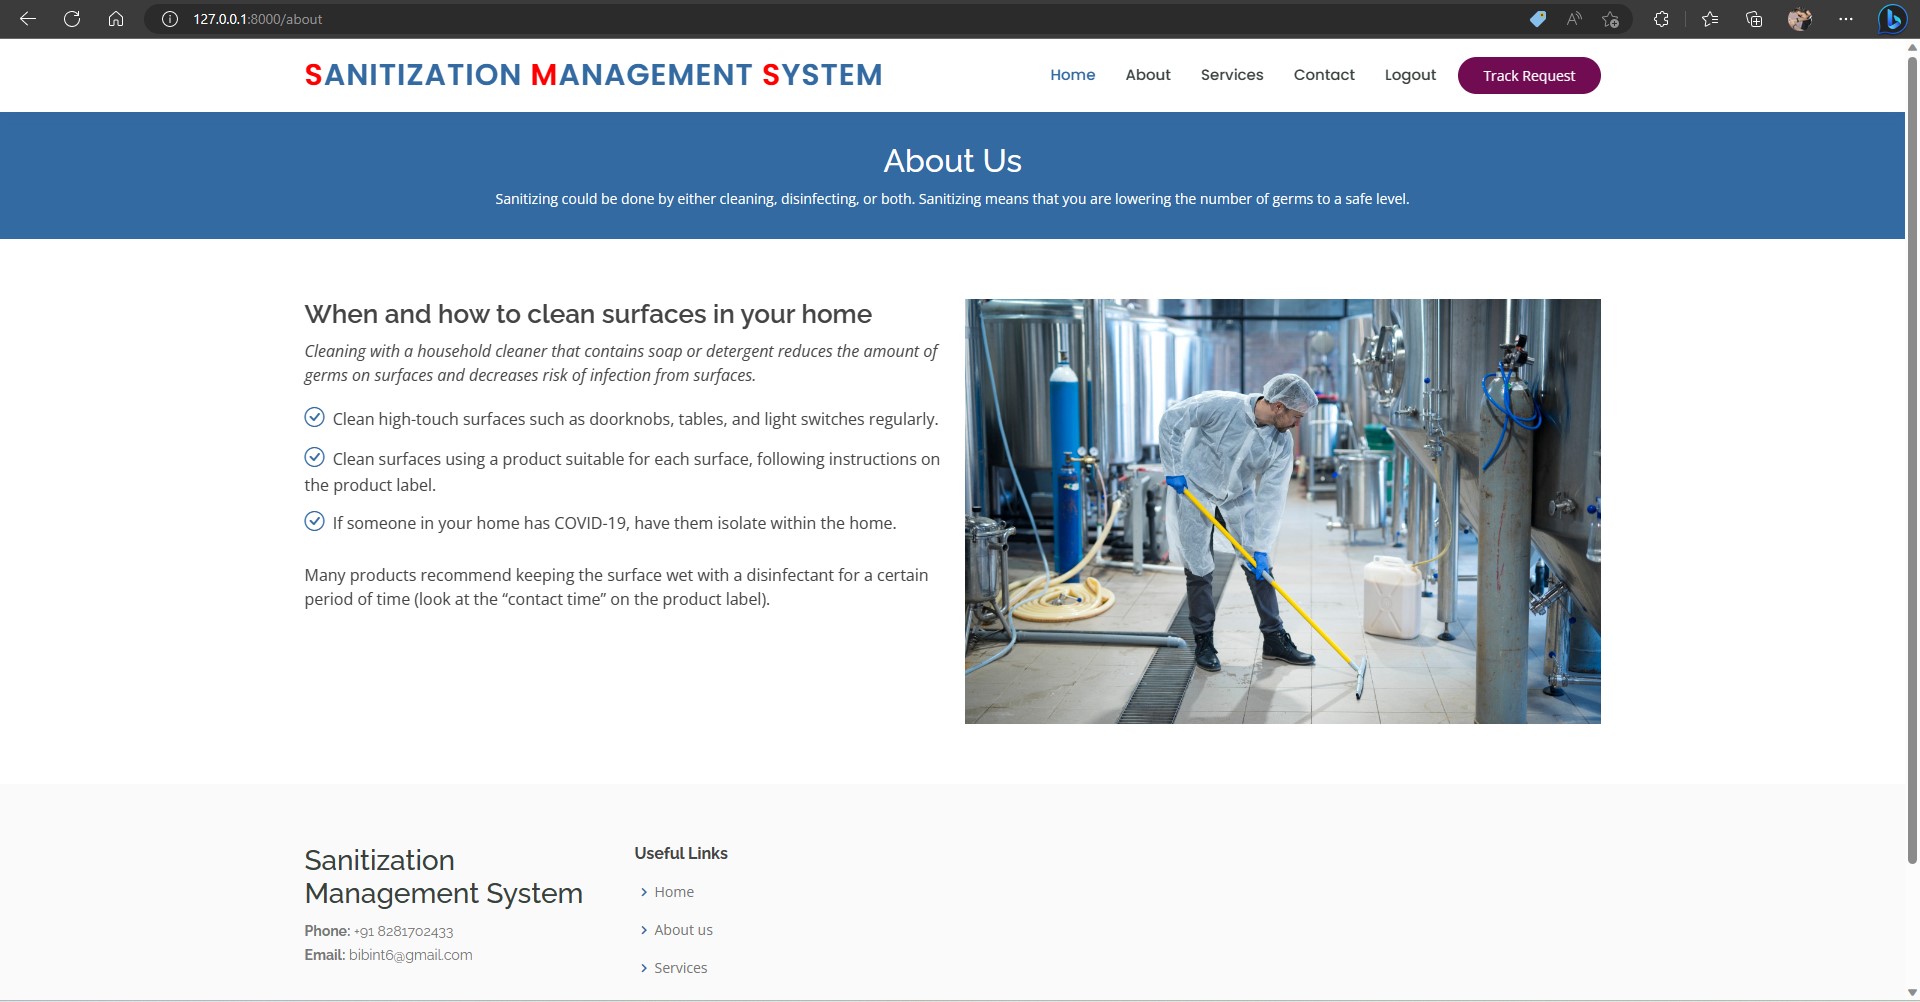 127.0.0.1:8000/about
SANITIZATION MANAGEMENT SYSTEM
Home About Services Contact Logout Track Request
About Us
Sanitizing could be done by either cleaning, disinfecting, or both. Sanitizing means that you are lowering the number of germs to a safe level.
When and how to clean surfaces in your home
Cleaning with a household cleaner that contains soap or detergent reduces the amount of
germs on surfaces and decreases risk of infection from surfaces.
Clean high-touch surfaces such as doorknobs, tables, and light switches regularly.
Clean surfaces using a product suitable for each surface, following instructions on
the product label.
If someone in your home has COVID-19, have them isolate within the home.
Many products recommend keeping the surface wet with a disinfectant for a certain
period of time (look at the “contact time” on the product label).
Sanitization
Management System
Phone: +91 8281702433
Email: bibint6@gmail.com
Useful Links
Home
About us
Services